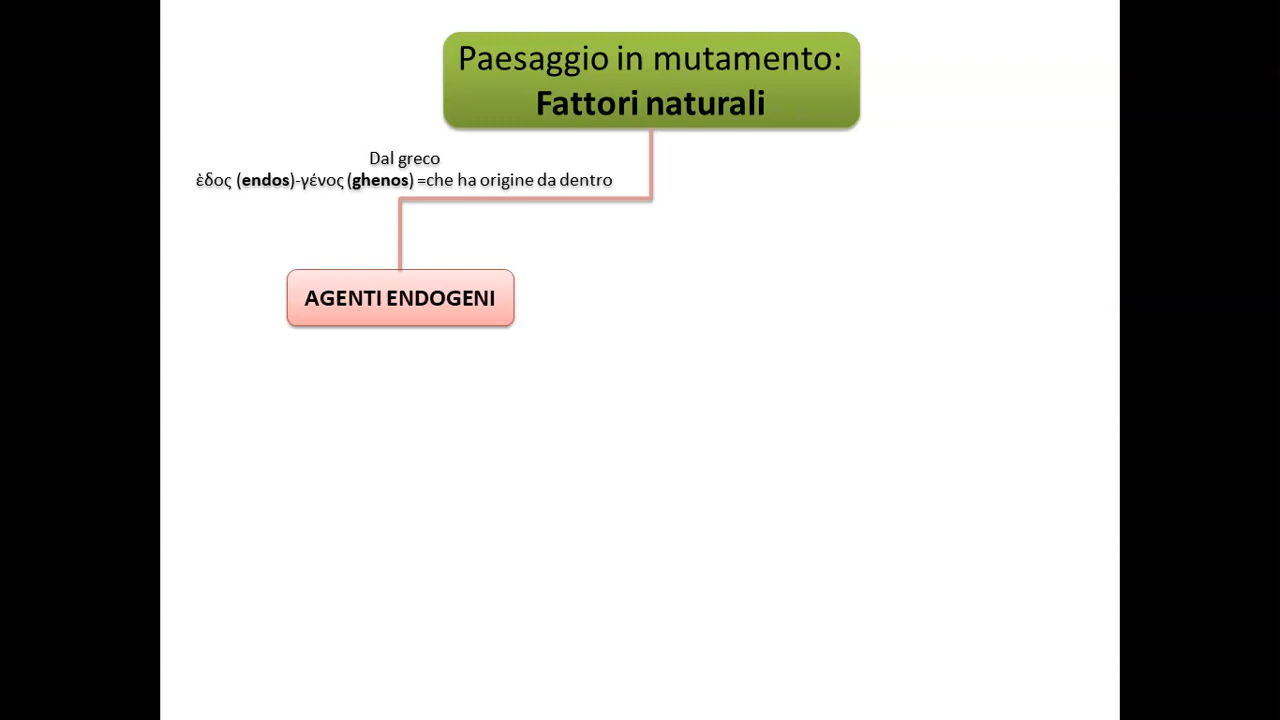 Paesaggio in mutamento:
Fattori naturali
Dal greco
ἐδος (endos)-γένος (ghenos) =che ha origine da dentro
AGENTI ENDOGENI